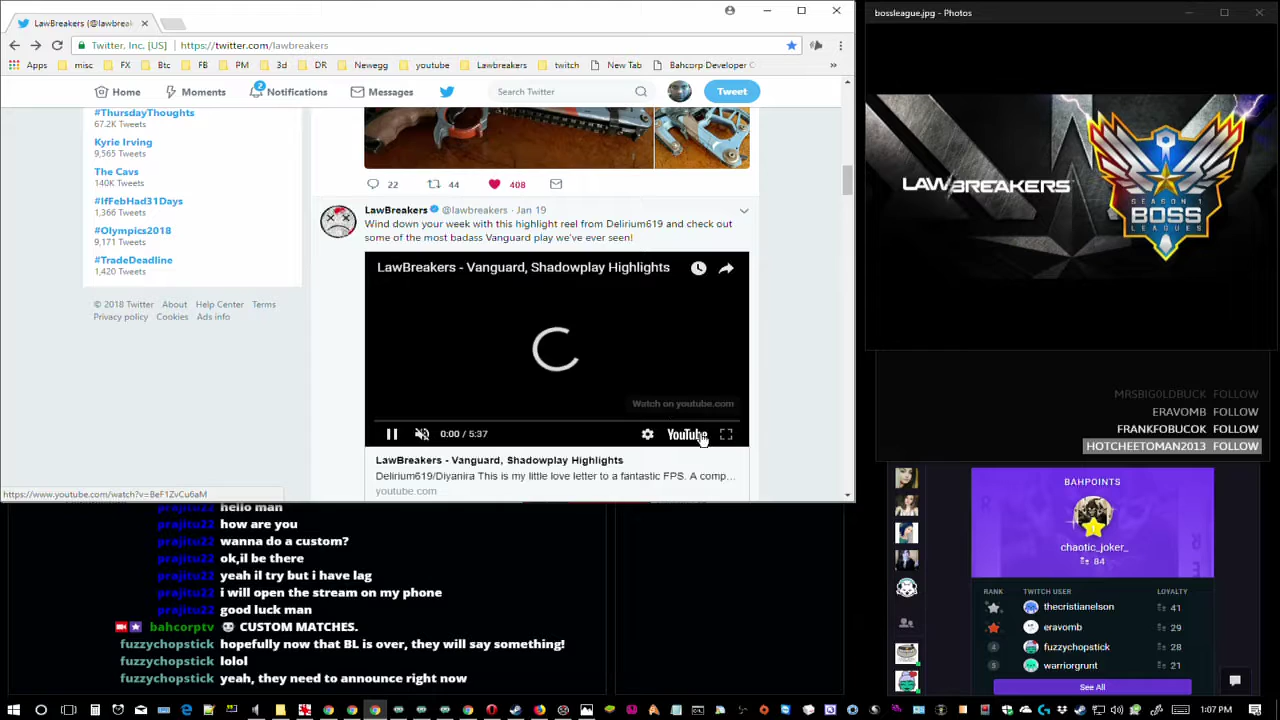 LawBreakers (@lawbreak
Twitter, Inc. [US] https://twitter.com/lawbreakers
Apps misc FX Btc FB PM 3d DR Newegg youtube Lawbreakers twitch New Tab Bahcorp Developer C »
Home Moments 2 Notifications Messages Search Twitter Tweet
#ThursdayThoughts
67.2K Tweets
Kyrie Irving
9,565 Tweets
The Cavs
140K Tweets
#IfFebHad31Days
1,366 Tweets
#Olympics2018
9,171 Tweets
#TradeDeadline
1,420 Tweets
© 2018 Twitter About Help Center Terms
Privacy policy Cookies Ads info
22 44 408
LawBreakers @lawbreakers · Jan 19
Wind down your week with this highlight reel from Delirium619 and check out
some of the most badass Vanguard play we've ever seen!
LawBreakers - Vanguard, Shadowplay Highlights
Watch on youtube.com
0:00 / 5:37 YouTube
LawBreakers - Vanguard, Shadowplay Highlights
Delirium619/Diyanira This is my little love letter to a fantastic FPS. A comp...
youtube.com
https://www.youtube.com/watch?v=BeF1ZvCu6aM
bossleague.jpg - Photos
LAWBREAKERS
SEASON 1
BOSS
LEAGUES
MRSBIG0LDBUCK FOLLOW
ERAVOMB FOLLOW
FRANKFOBUCOK FOLLOW
HOTCHEETOMAN2013 FOLLOW
prajitu22 hello man
prajitu22 how are you
prajitu22 wanna do a custom?
prajitu22 ok,il be there
prajitu22 yeah il try but i have lag
prajitu22 i will open the stream on my phone
prajitu22 good luck man
bahcorptv CUSTOM MATCHES.
fuzzychopstick hopefully now that BL is over, they will say something!
fuzzychopstick lolol
fuzzychopstick yeah, they need to announce right now
BAHPOINTS
1
chaotic_joker_
84
RANK TWITCH USER LOYALTY
thecristianelson 41
eravomb 29
4 fuzzychopstick 28
5 warriorgrunt 21
See All
1:07 PM